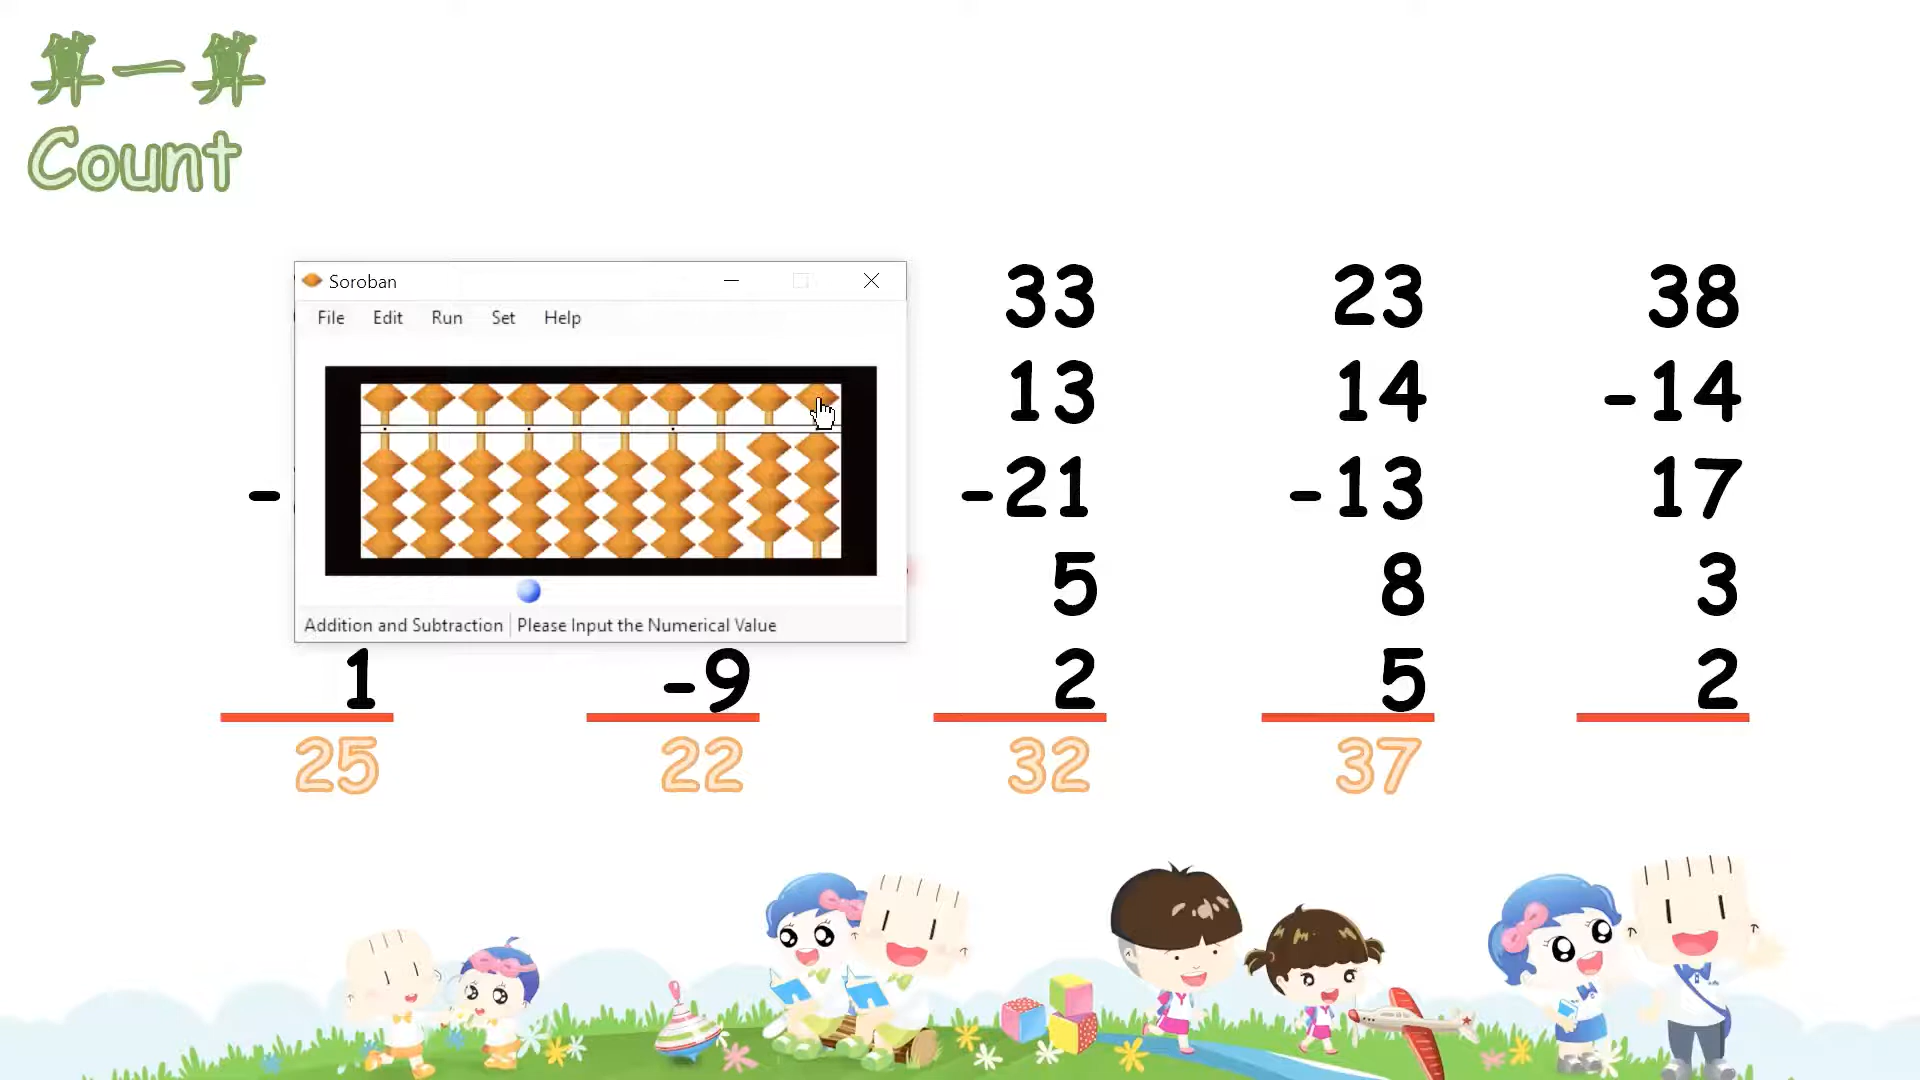 算一算
Count
Soroban
File Edit Run Set Help
33 23 38
13 14 -14
- -21 -13 17
5 8 3
Addition and Subtraction Please Input the Numerical Value
1 -9 2 5 2
25 22 32 37